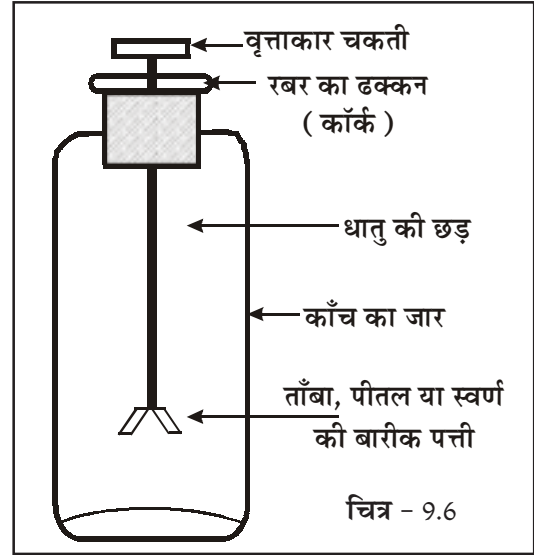 वृत्ताकार चकती
रबर का ढक्कन
( कॉर्क )
धातु की छड़
काँच का जार
ताँबा, पीतल या स्वर्ण
की बारीक पत्ती
चित्र - 9.6